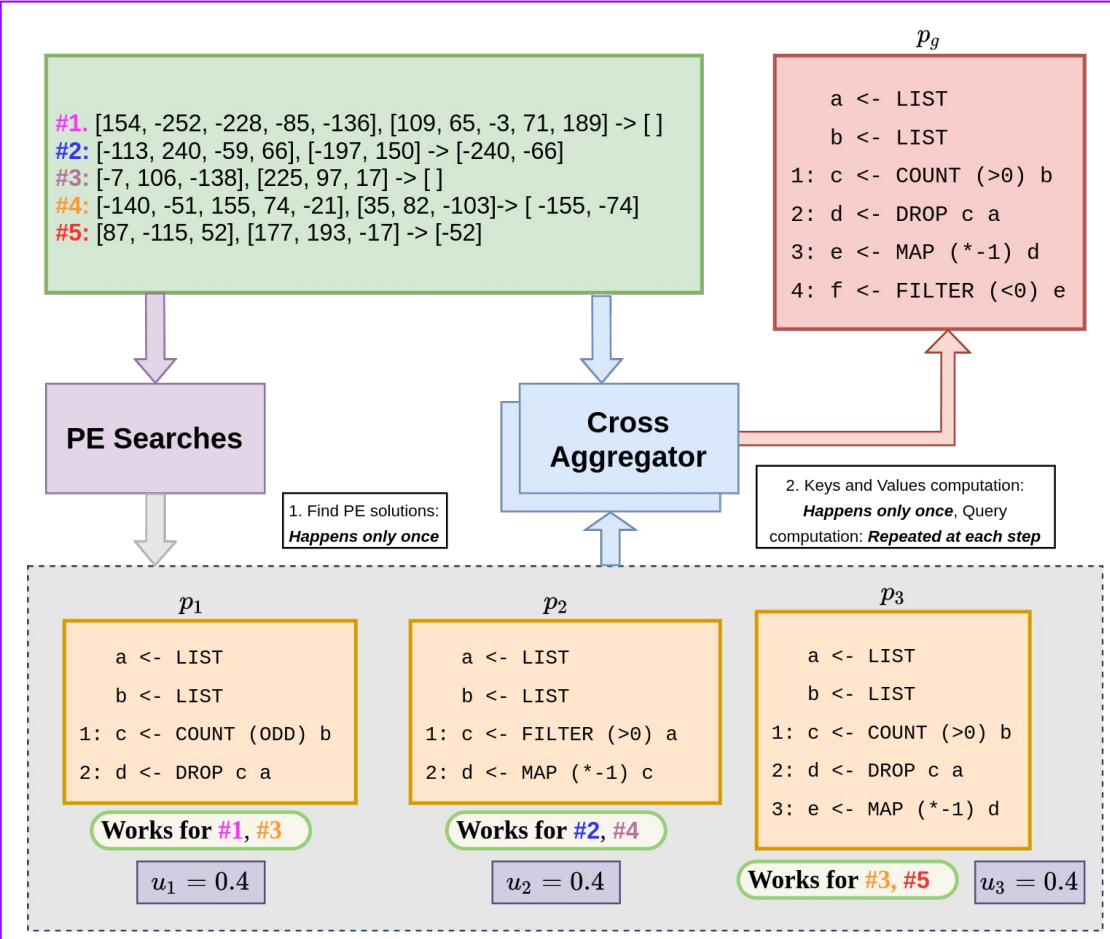 p_g
#1. [154, -252, -228, -85, -136], [109, 65, -3, 71, 189] -> [ ]
#2: [-113, 240, -59, 66], [-197, 150] -> [-240, -66]
#3: [-7, 106, -138], [225, 97, 17] -> [ ]
#4: [-140, -51, 155, 74, -21], [35, 82, -103]-> [ -155, -74]
#5: [87, -115, 52], [177, 193, -17] -> [-52]
a <- LIST
b <- LIST
1: c <- COUNT (>0) b
2: d <- DROP c a
3: e <- MAP (*-1) d
4: f <- FILTER (<0) e
PE Searches
Cross
Aggregator
1. Find PE solutions:
Happens only once
2. Keys and Values computation:
Happens only once, Query
computation: Repeated at each step
p_1
a <- LIST
b <- LIST
1: c <- COUNT (ODD) b
2: d <- DROP c a
Works for #1, #3
u_1 = 0.4
p_2
a <- LIST
b <- LIST
1: c <- FILTER (>0) a
2: d <- MAP (*-1) c
Works for #2, #4
u_2 = 0.4
p_3
a <- LIST
b <- LIST
1: c <- COUNT (>0) b
2: d <- DROP c a
3: e <- MAP (*-1) d
Works for #3, #5
u_3 = 0.4